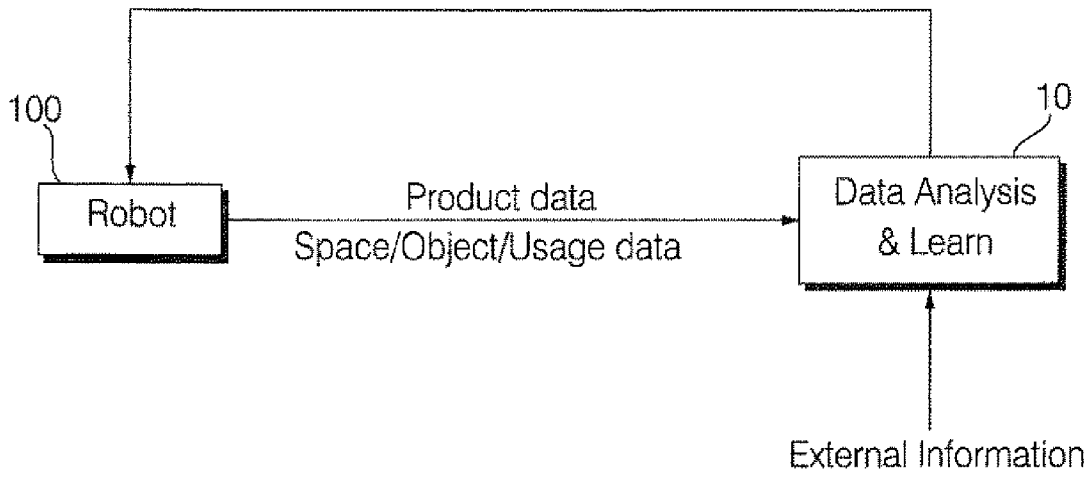 100
10
Robot
Product data
Space/Object/Usage data
Data Analysis
& Learn
External Information